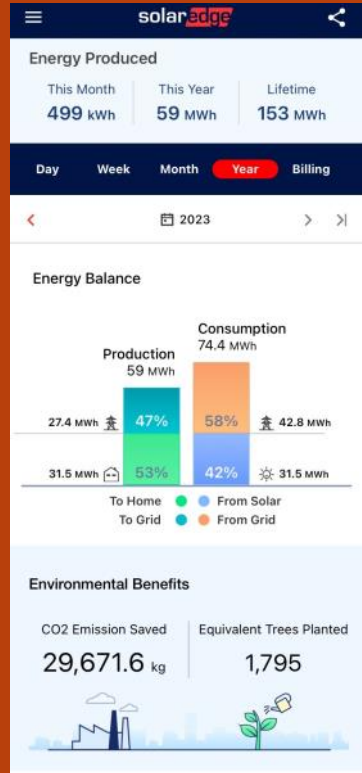 solaredge
Energy Produced
This Month This Year Lifetime
499 kWh 59 MWh 153 MWh
Day Week Month Year Billing
2023
Energy Balance
Consumption
74.4 MWh
Production
59 MWh
27.4 MWh 47% 58% 42.8 MWh
31.5 MWh 53% 42% 31.5 MWh
To Home From Solar
To Grid From Grid
Environmental Benefits
CO2 Emission Saved Equivalent Trees Planted
29,671.6 kg 1,795